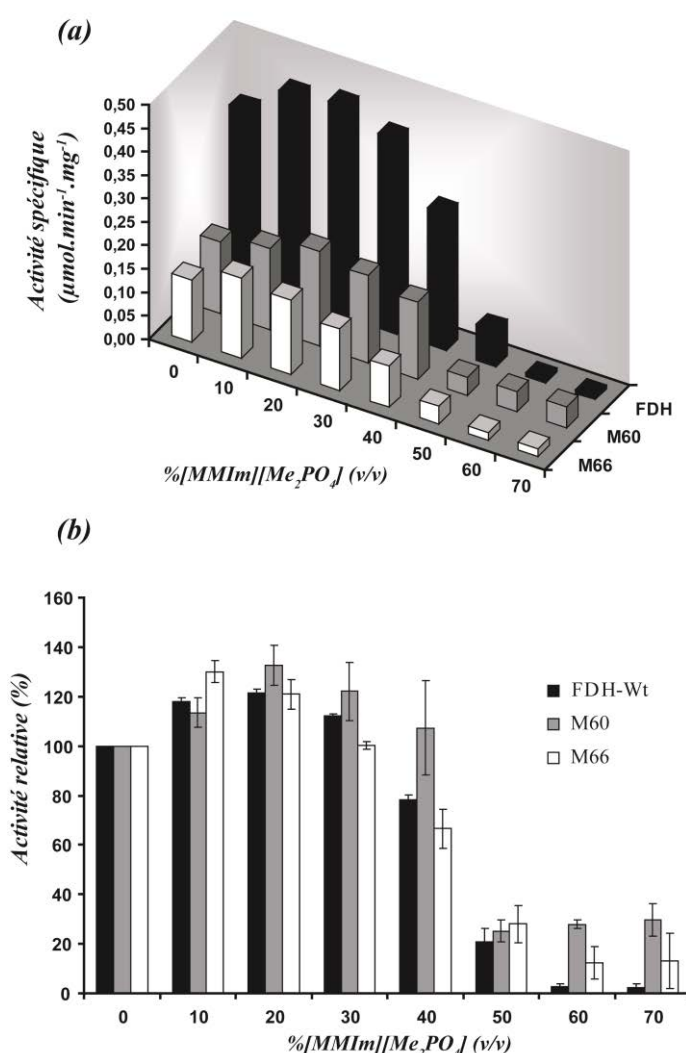 (a)
Activité spécifique
(µmol.min⁻¹.mg⁻¹)
0,50
0,45
0,40
0,35
0,30
0,25
0,20
0,15
0,10
0,05
0,00
0
10
20
30
40
50
60
70
FDH
M60
M66
%[MMIm][Me₂PO₄] (v/v)
(b)
Activité relative (%)
160
140
120
100
80
60
40
20
0
FDH-Wt
M60
M66
0 10 20 30 40 50 60 70
%[MMIm][Me₂PO₄] (v/v)